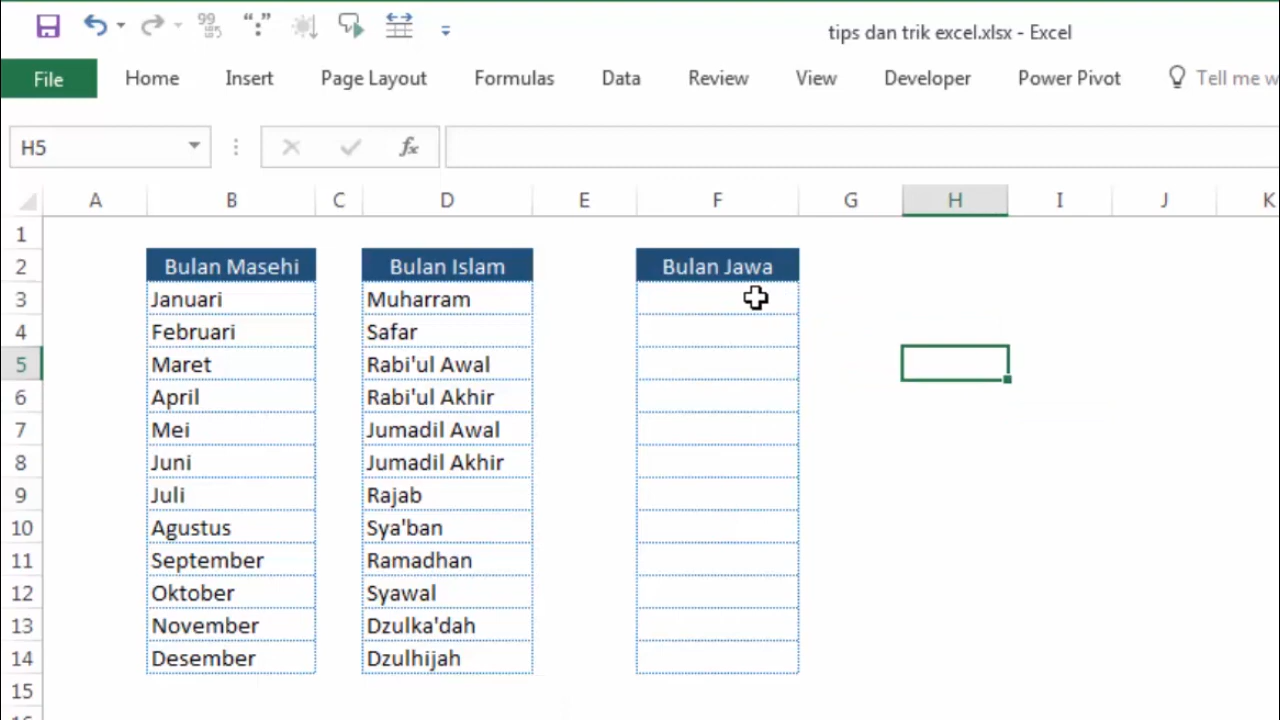 tips dan trik excel.xlsx - Excel
File Home Insert Page Layout Formulas Data Review View Developer Power Pivot Tell me w
H5 fx
A B C D E F G H I J K
1
2 Bulan Masehi Bulan Islam Bulan Jawa
3 Januari Muharram
4 Februari Safar
5 Maret Rabi'ul Awal
6 April Rabi'ul Akhir
7 Mei Jumadil Awal
8 Juni Jumadil Akhir
9 Juli Rajab
10 Agustus Sya'ban
11 September Ramadhan
12 Oktober Syawal
13 November Dzulka'dah
14 Desember Dzulhijah
15